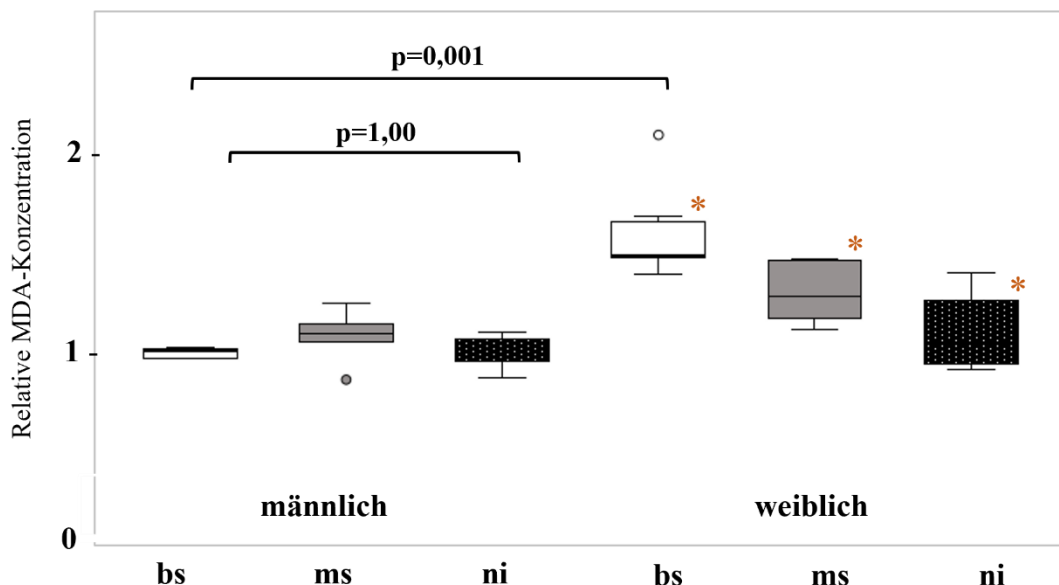 p=0,001
p=1,00
Relative MDA-Konzentration
2
*
*
*
1
männlich weiblich
0
bs ms ni bs ms ni